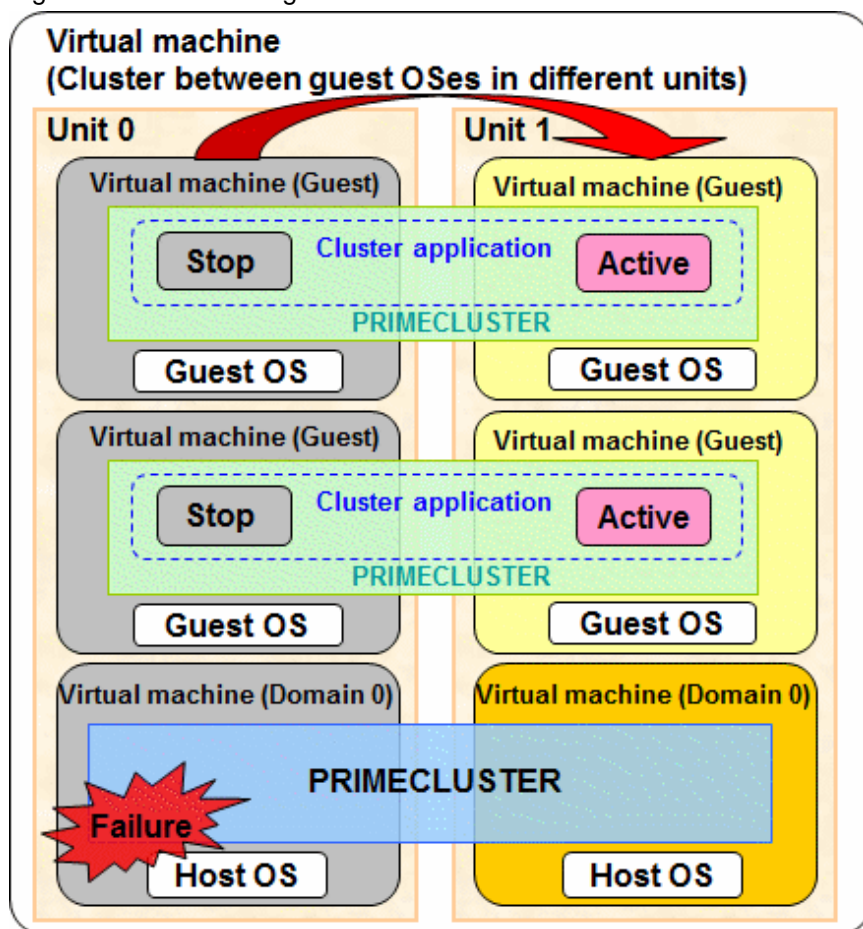 Virtual machine
(Cluster between guest OSes in different units)
Unit 0
Unit 1
Virtual machine (Guest)
Virtual machine (Guest)
Stop
Cluster application
Active
PRIMECLUSTER
Guest OS
Guest OS
Virtual machine (Guest)
Virtual machine (Guest)
Stop
Cluster application
Active
PRIMECLUSTER
Guest OS
Guest OS
Virtual machine (Domain 0)
Virtual machine (Domain 0)
PRIMECLUSTER
Failure
Host OS
Host OS